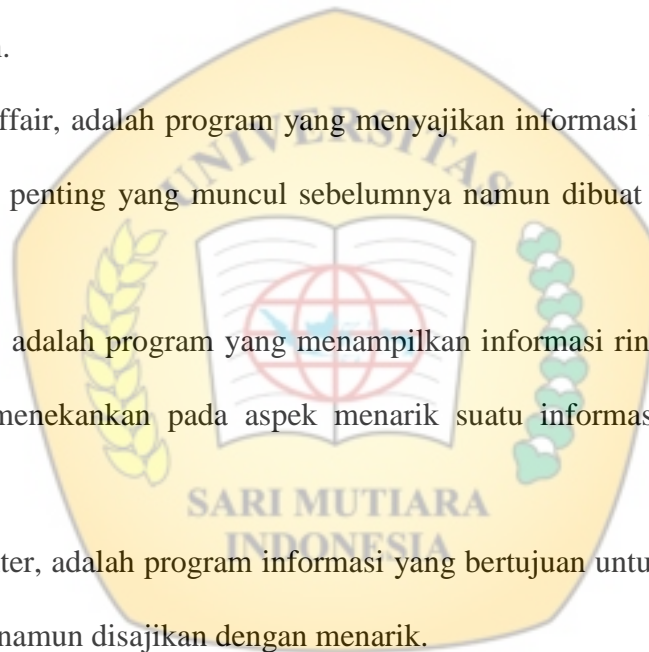 n.
ffair, adalah program yang menyajikan informasi
UNIVERSITAS
penting yang muncul sebelumnya namun dibuat
adalah program yang menampilkan informasi rin
menekankan pada aspek menarik suatu informas
SARI MUTIARA
INDONESIA
ter, adalah program informasi yang bertujuan untu
namun disajikan dengan menarik.